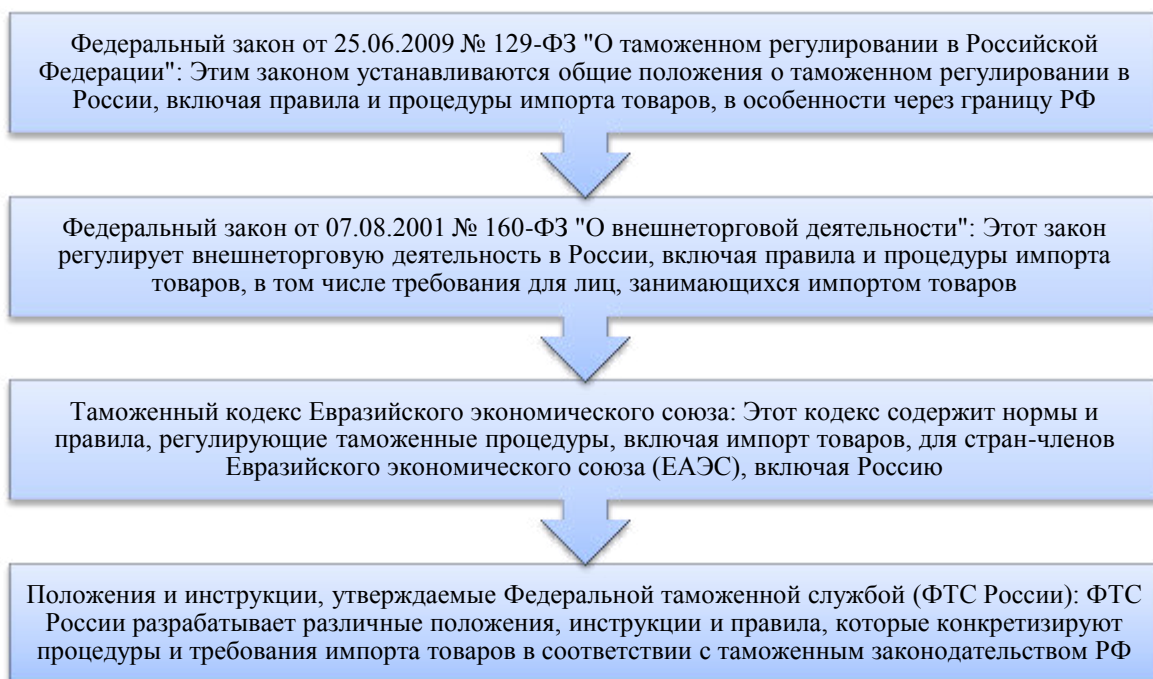 Федеральный закон от 25.06.2009 № 129-ФЗ "О таможенном регулировании в Российской
Федерации": Этим законом устанавливаются общие положения о таможенном регулировании в
России, включая правила и процедуры импорта товаров, в особенности через границу РФ
Федеральный закон от 07.08.2001 № 160-ФЗ "О внешнеторговой деятельности": Этот закон
регулирует внешнеторговую деятельность в России, включая правила и процедуры импорта
товаров, в том числе требования для лиц, занимающихся импортом товаров
Таможенный кодекс Евразийского экономического союза: Этот кодекс содержит нормы и
правила, регулирующие таможенные процедуры, включая импорт товаров, для стран-членов
Евразийского экономического союза (ЕАЭС), включая Россию
Положения и инструкции, утверждаемые Федеральной таможенной службой (ФТС России): ФТС
России разрабатывает различные положения, инструкции и правила, которые конкретизируют
процедуры и требования импорта товаров в соответствии с таможенным законодательством РФ